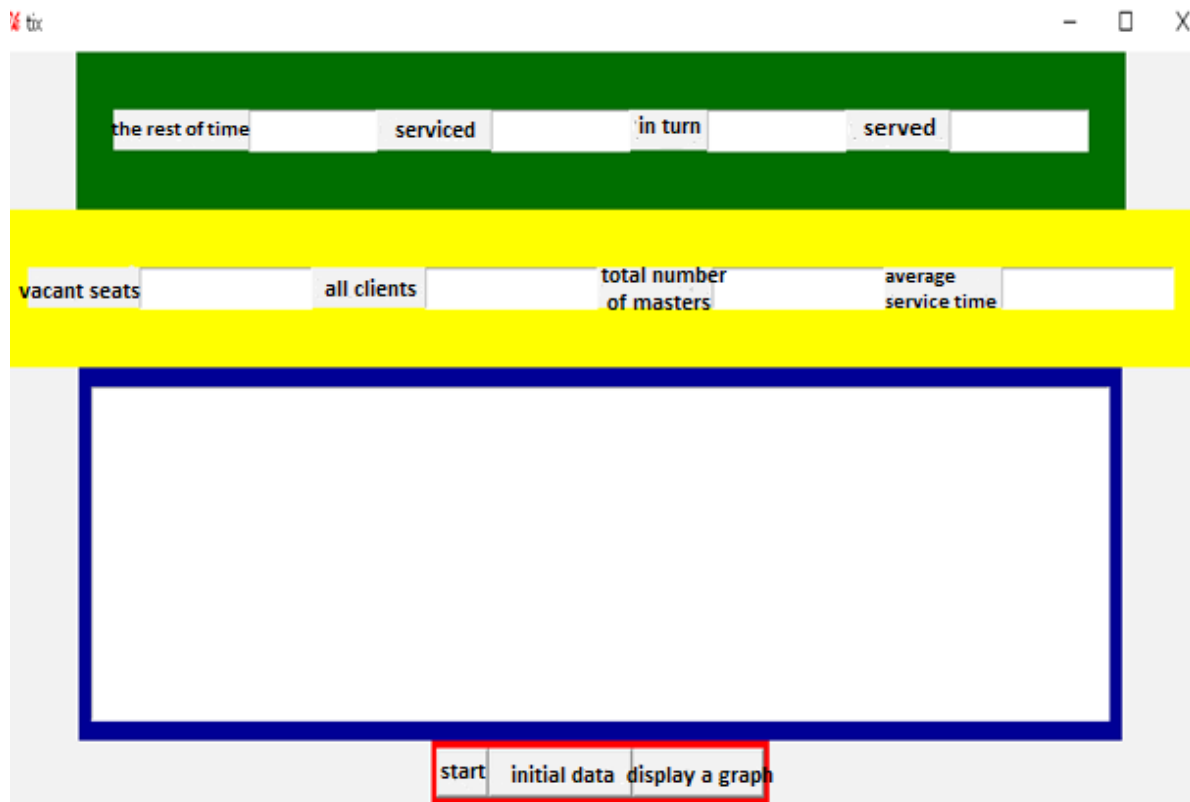 tix
the rest of time serviced in turn served
vacant seats all clients total number of masters average service time
start initial data display a graph